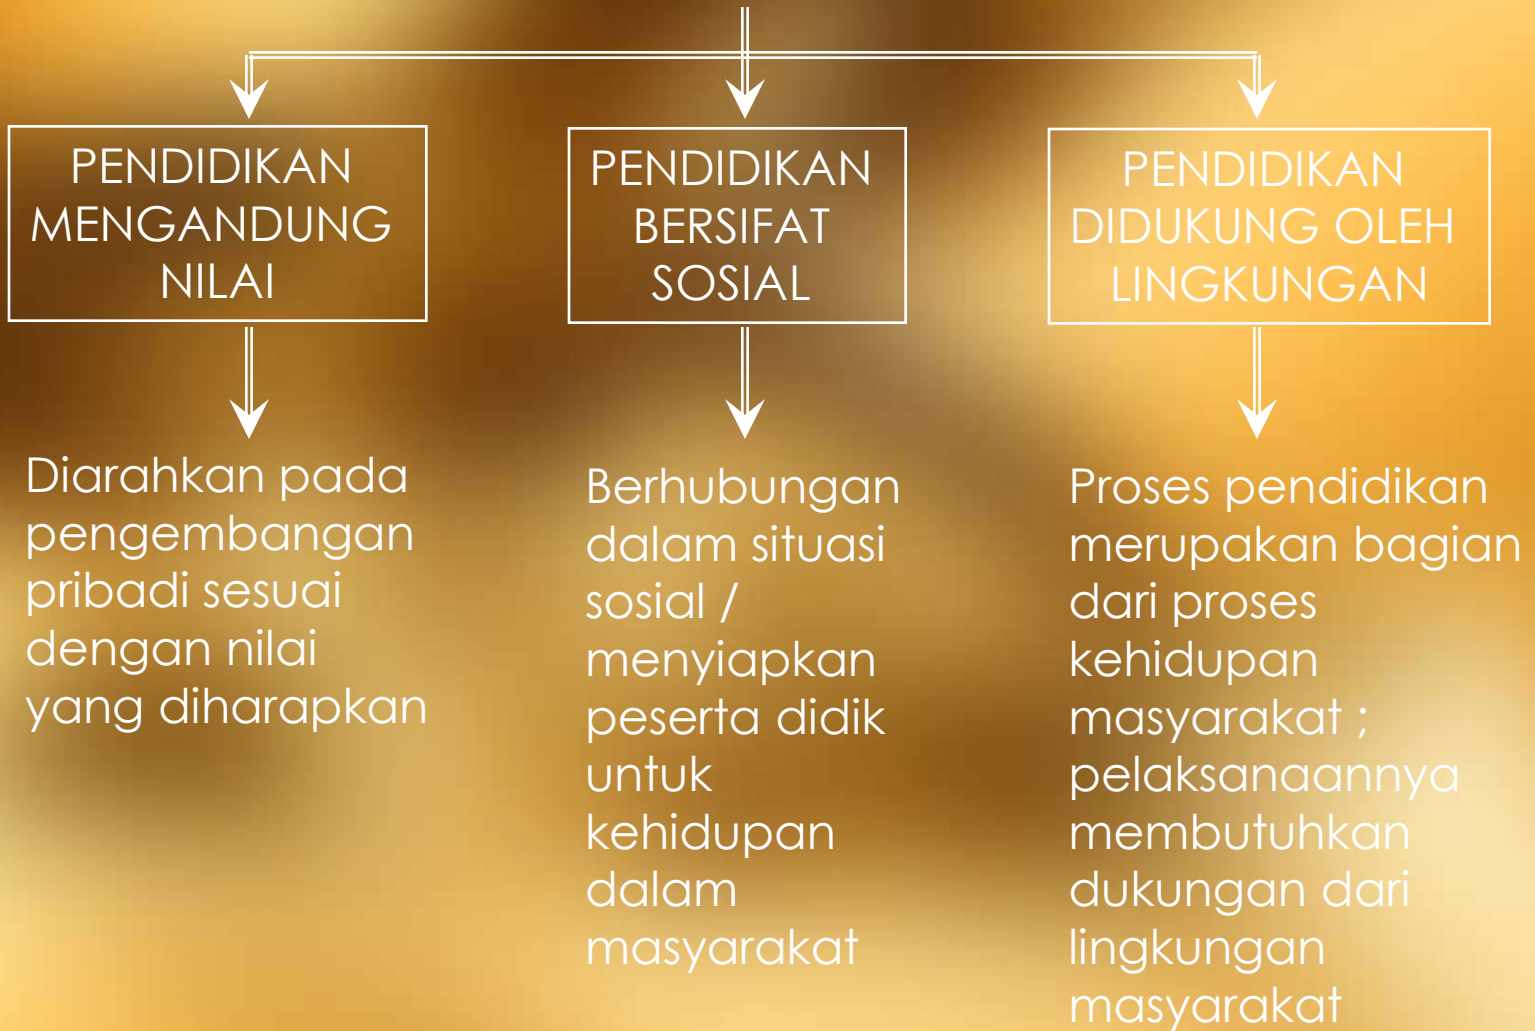 PENDIDIKAN
MENGANDUNG
NILAI
Diarahkan pada
pengembangan
pribadi sesuai
dengan nilai
yang diharapkan
PENDIDIKAN
BERSIFAT
SOSIAL
Berhubungan
dalam situasi
sosial /
menyiapkan
peserta didik
untuk
kehidupan
dalam
masyarakat
PENDIDIKAN
DIDUKUNG OLEH
LINGKUNGAN
Proses pendidikan
merupakan bagian
dari proses
kehidupan
masyarakat ;
pelaksanaannya
membutuhkan
dukungan dari
lingkungan
masyarakat